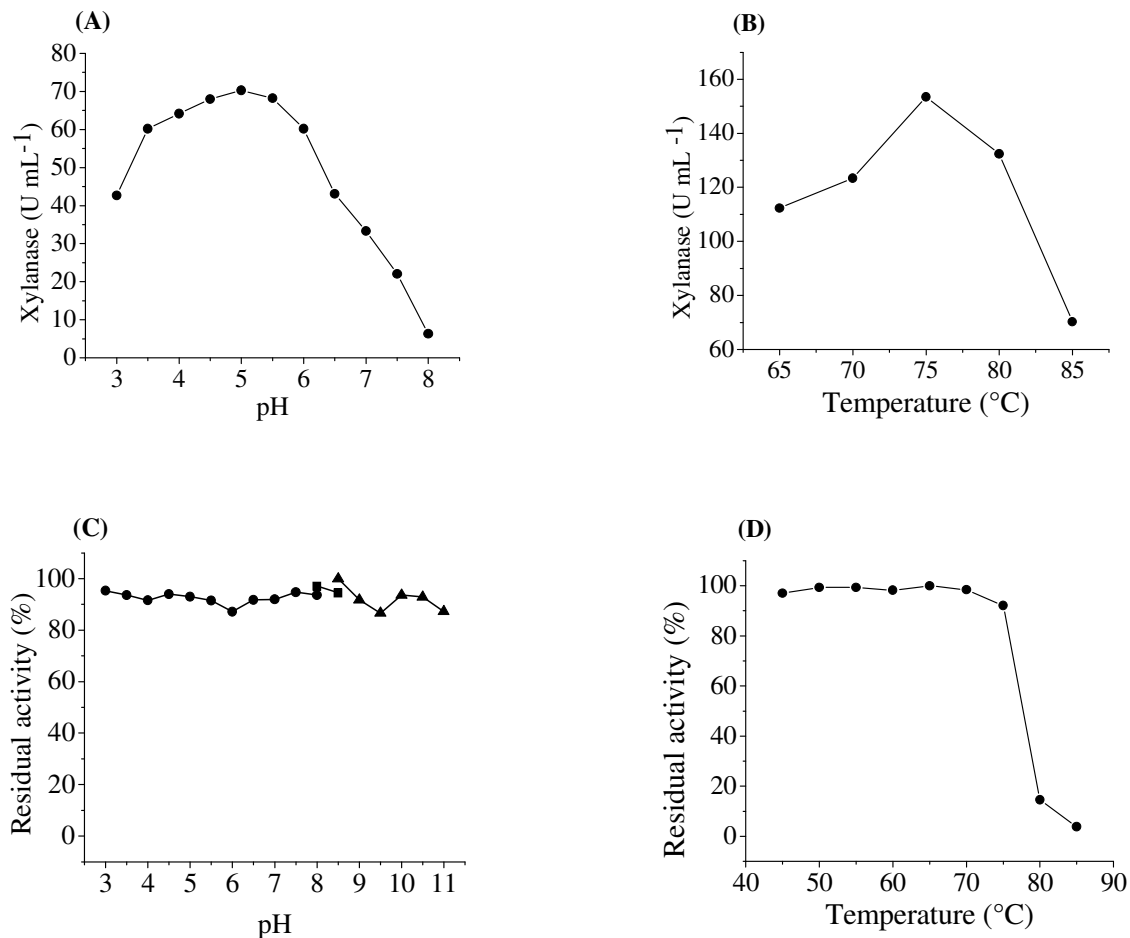 (A)
Xylanase (U mL-1)
80
70
60
50
40
30
20
10
0
3 4 5 6 7 8
pH
(B)
Xylanase (U mL -1)
160
140
120
100
80
60
65 70 75 80 85
Temperature (°C)
(C)
Residual activity (%)
100
80
60
40
20
0
3 4 5 6 7 8 9 10 11
pH
(D)
Residual activity (%)
100
80
60
40
20
0
40 50 60 70 80 90
Temperature (°C)